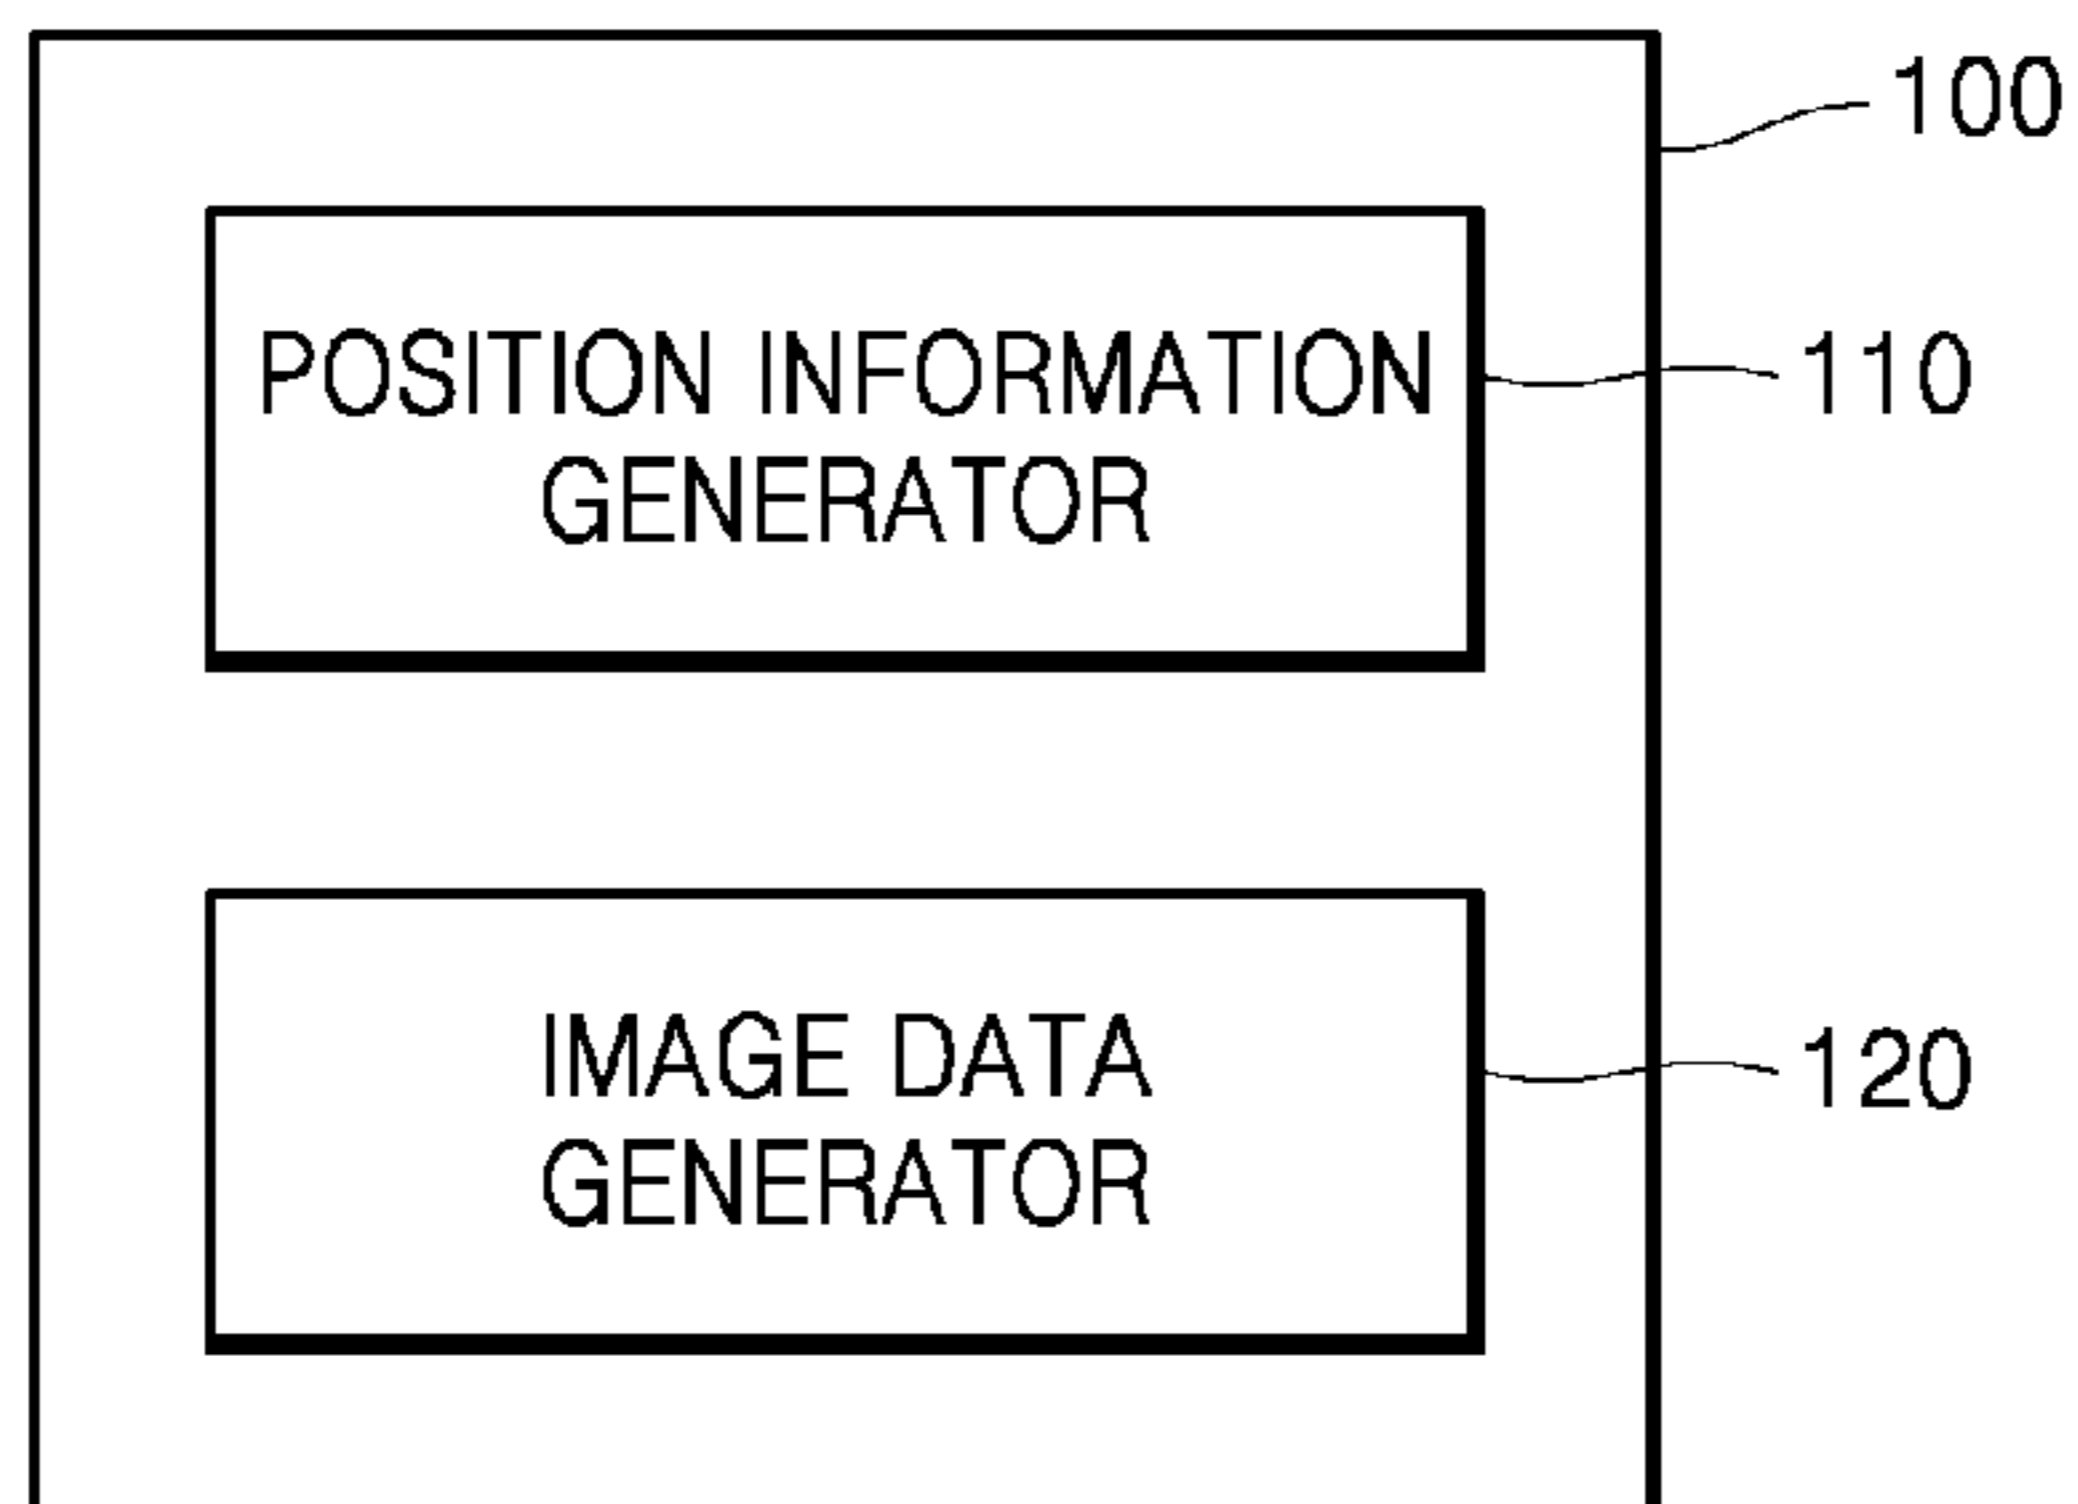 100
POSITION INFORMATION
GENERATOR
110
IMAGE DATA
GENERATOR
120